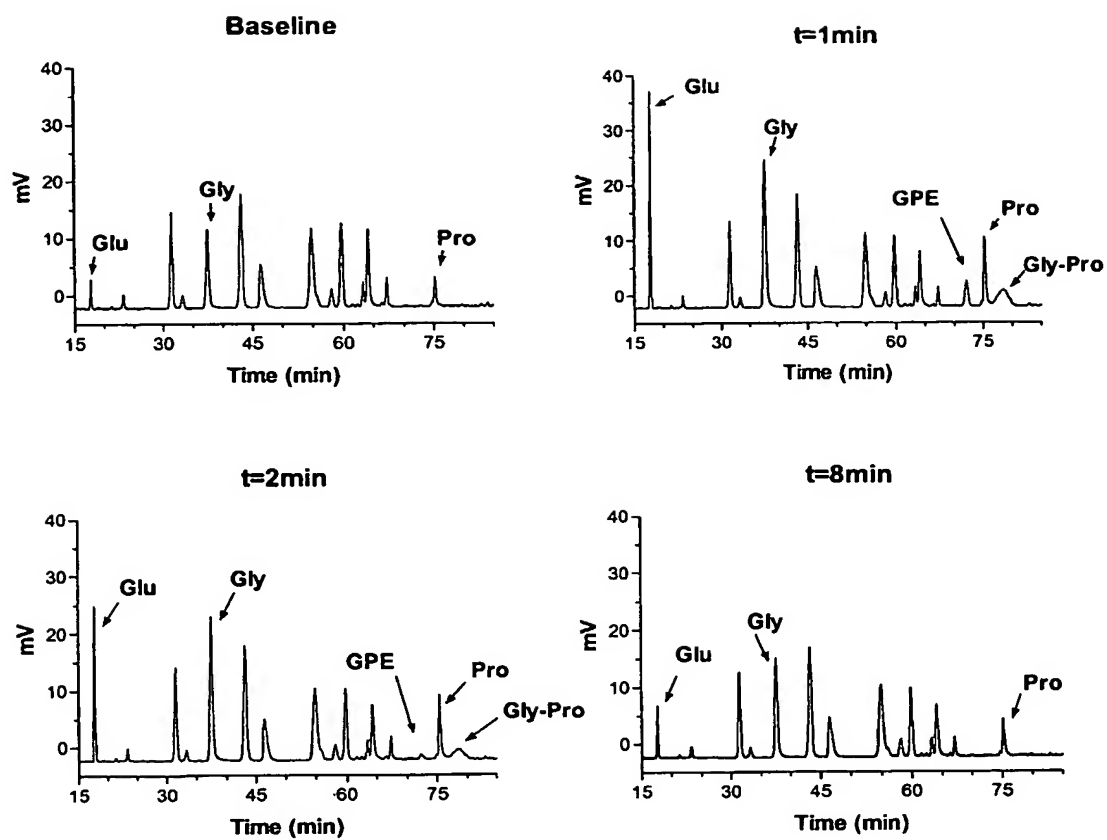 Baseline
40
30
20
10
0
mV
Glu
Gly
Pro
15 30 45 60 75
Time (min)
t=1min
40
30
20
10
0
mV
Glu
Gly
GPE
Pro
Gly-Pro
15 30 45 60 75
Time (min)
t=2min
40
30
20
10
0
mV
Glu
Gly
GPE
Pro
Gly-Pro
15 30 45 60 75
Time (min)
t=8min
40
30
20
10
0
mV
Glu
Gly
Pro
15 30 45 60 75
Time (min)